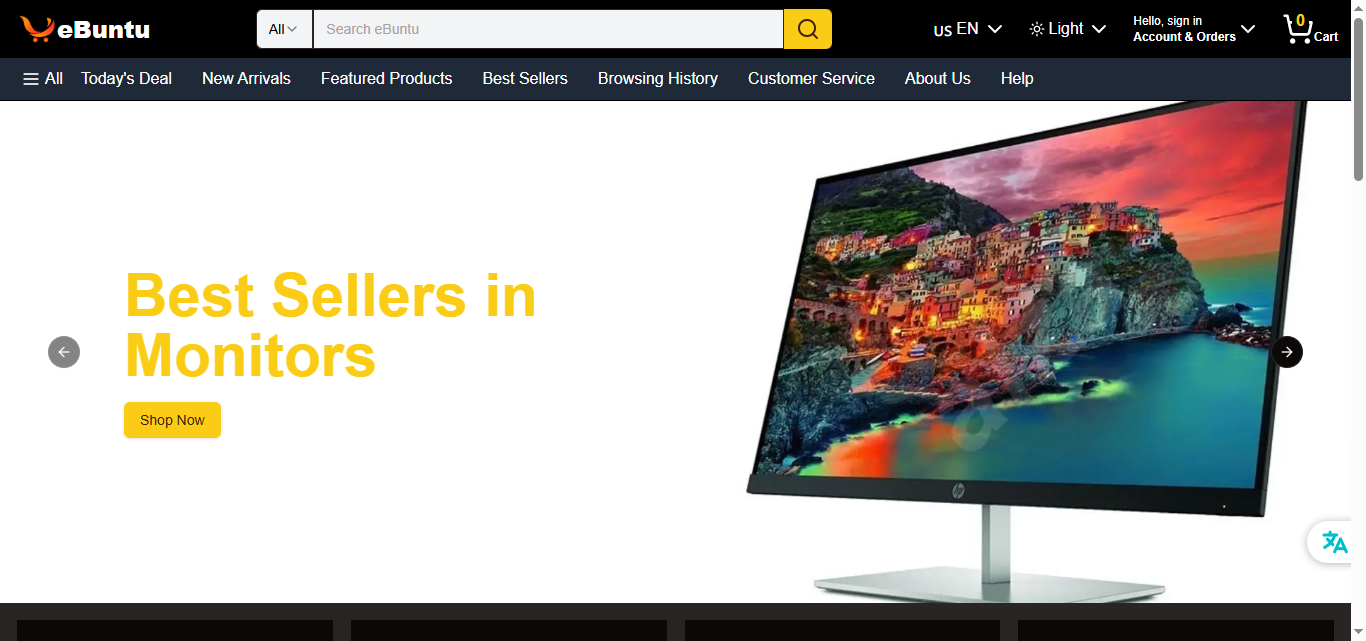 eBuntu
All
Search eBuntu
US EN
Light
Hello, sign in
Account & Orders
0
Cart
All
Today's Deal
New Arrivals
Featured Products
Best Sellers
Browsing History
Customer Service
About Us
Help
Best Sellers in
Monitors
Shop Now
hp